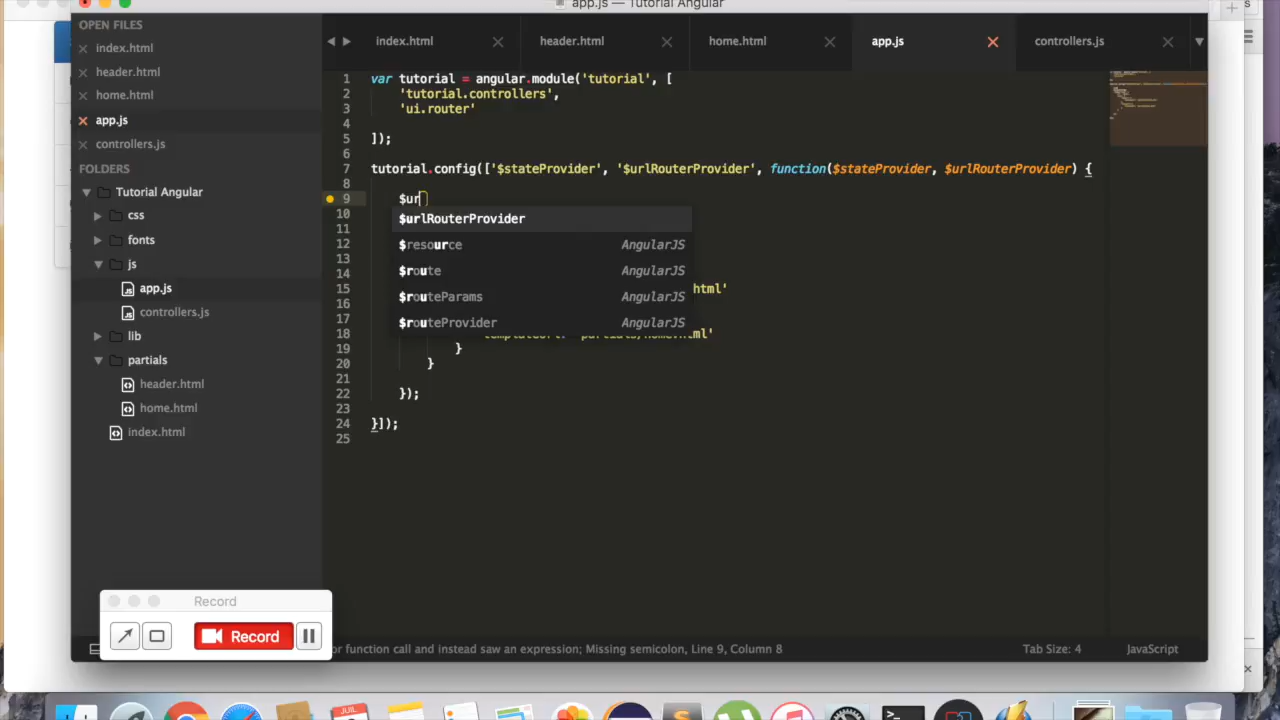 app.js — Tutorial Angular
OPEN FILES
index.html
header.html
home.html
app.js
controllers.js
FOLDERS
Tutorial Angular
css
fonts
js
app.js
controllers.js
lib
partials
header.html
home.html
index.html
index.html
header.html
home.html
app.js
controllers.js
1 var tutorial = angular.module('tutorial', [
2 'tutorial.controllers',
3 'ui.router'
4
5 ]);
6
7 tutorial.config(['$stateProvider', '$urlRouterProvider', function($stateProvider, $urlRouterProvider) {
8
9 $ur
10 $urlRouterProvider
11
12 $resource AngularJS
13
14 $route AngularJS
15 html'
16 $routeParams AngularJS
17
$routeProvider AngularJS
18
19 }
20 }
21
22 });
23
24 }]);
25
Record
Record
or function call and instead saw an expression; Missing semicolon, Line 9, Column 8
Tab Size: 4
JavaScript
JUIL.